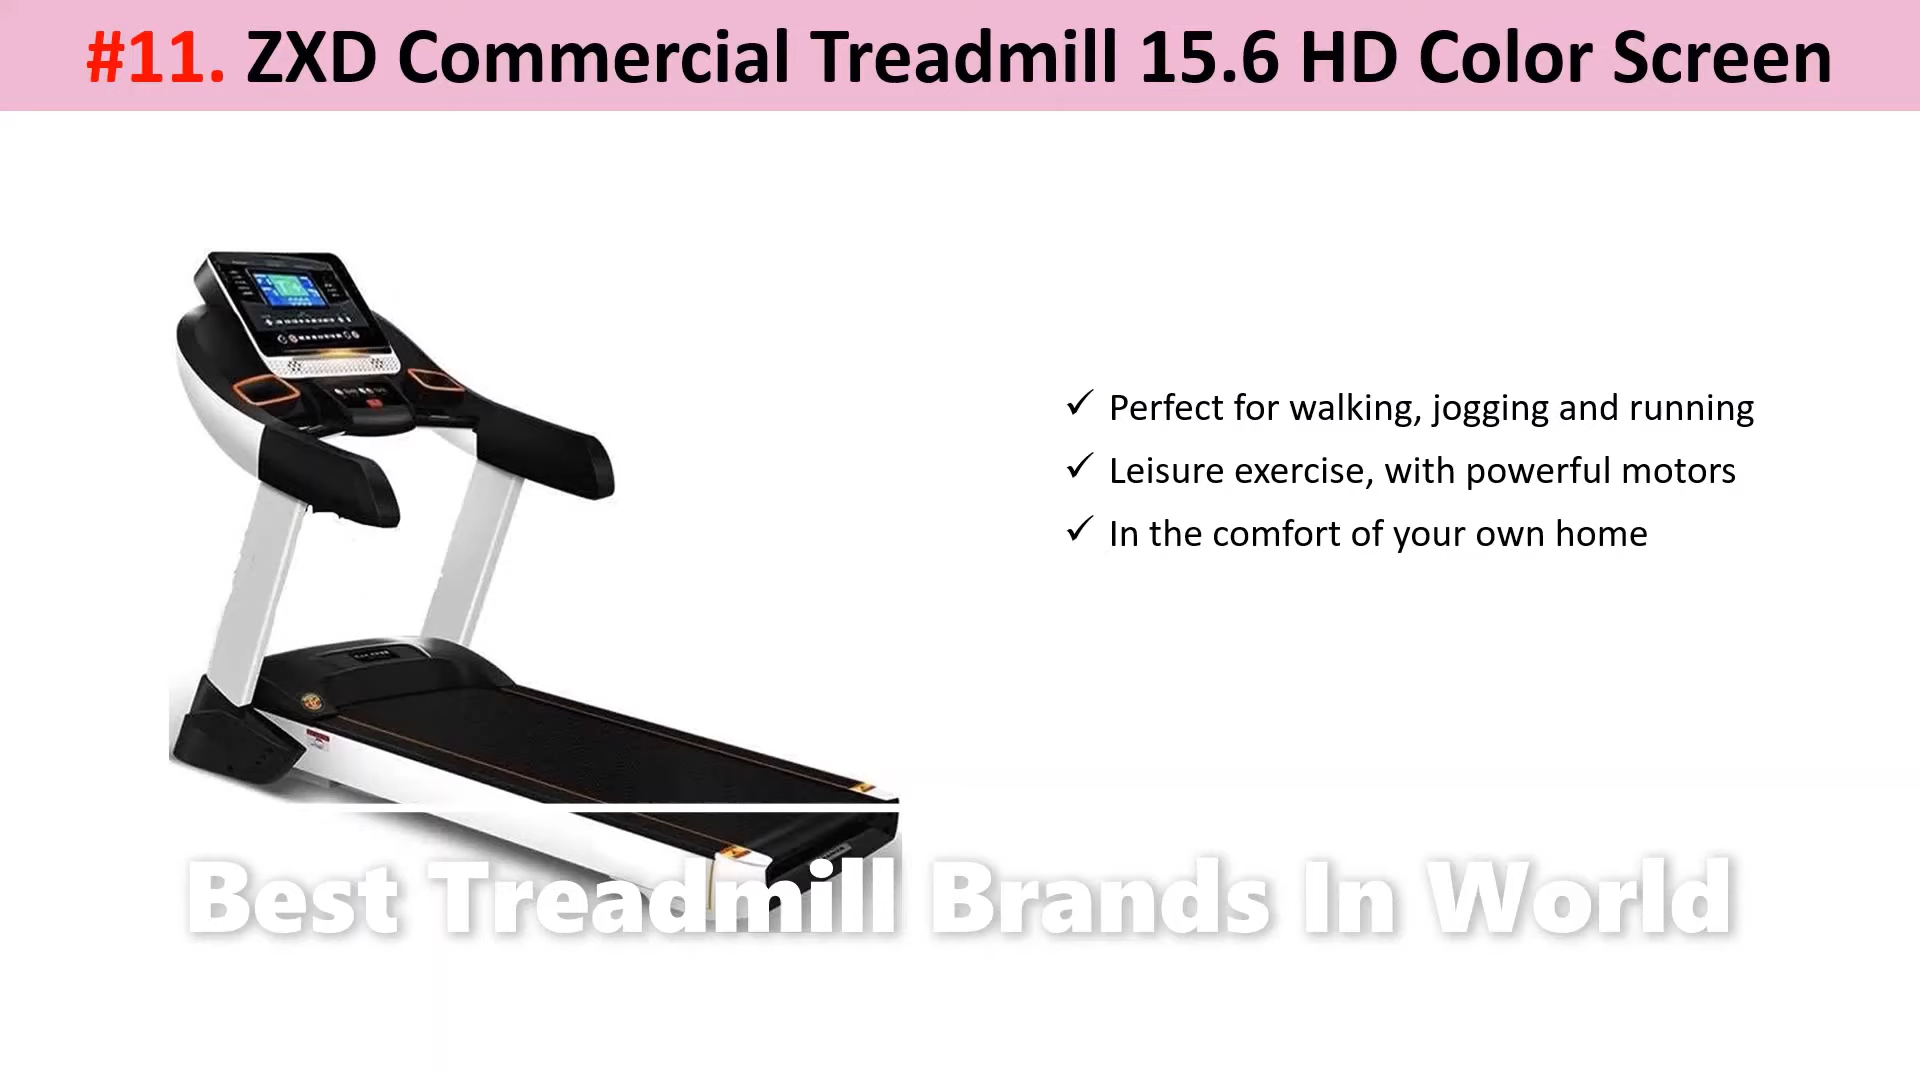 #11. ZXD Commercial Treadmill 15.6 HD Color Screen
✓ Perfect for walking, jogging and running
✓ Leisure exercise, with powerful motors
✓ In the comfort of your own home
Best Treadmill Brands In World